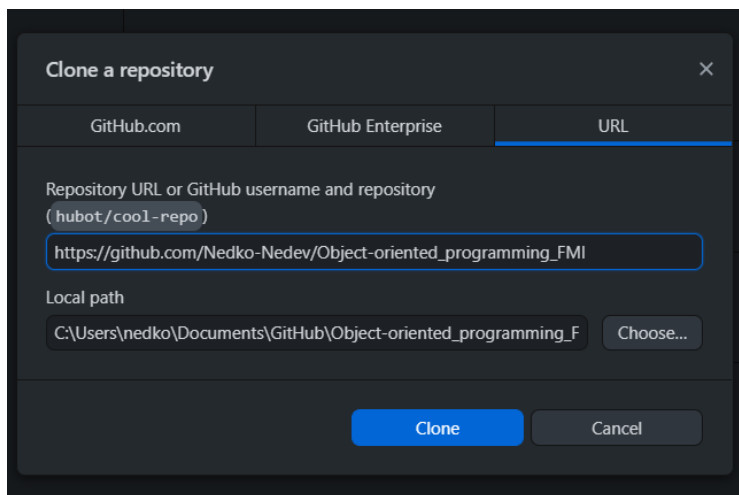 Clone a repository
GitHub.com
GitHub Enterprise
URL
Repository URL or GitHub username and repository
(hubot/cool-repo)
https://github.com/Nedko-Nedev/Object-oriented_programming_FMI
Local path
C:\Users\nedko\Documents\GitHub\Object-oriented_programming_F
Choose...
Clone
Cancel